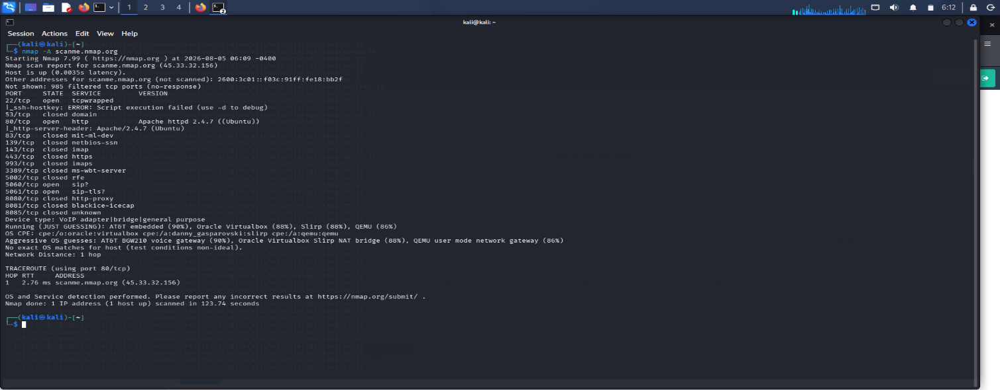 1 2 3 4 2 6:12
kali@kali: ~
Session Actions Edit View Help
┌──(kali㉿kali)-[~]
└─$ nmap -A scanme.nmap.org
Starting Nmap 7.99 ( https://nmap.org ) at 2026-08-05 06:09 -0400
Nmap scan report for scanme.nmap.org (45.33.32.156)
Host is up (0.0035s latency).
Other addresses for scanme.nmap.org (not scanned): 2600:3c01::f03c:91ff:fe18:bb2f
Not shown: 985 filtered tcp ports (no-response)
PORT     STATE  SERVICE        VERSION
22/tcp   open   tcpwrapped
|_ssh-hostkey: ERROR: Script execution failed (use -d to debug)
53/tcp   closed domain
80/tcp   open   http           Apache httpd 2.4.7 ((Ubuntu))
|_http-server-header: Apache/2.4.7 (Ubuntu)
83/tcp   closed mit-ml-dev
139/tcp  closed netbios-ssn
143/tcp  closed imap
443/tcp  closed https
993/tcp  closed imaps
3389/tcp closed ms-wbt-server
5002/tcp closed rfe
5060/tcp open   sip?
5061/tcp open   sip-tls?
8080/tcp closed http-proxy
8081/tcp closed blackice-icecap
8085/tcp closed unknown
Device type: VoIP adapter|bridge|general purpose
Running (JUST GUESSING): AT&T embedded (90%), Oracle Virtualbox (88%), Slirp (88%), QEMU (86%)
OS CPE: cpe:/o:oracle:virtualbox cpe:/a:danny_gasparovski:slirp cpe:/a:qemu:qemu
Aggressive OS guesses: AT&T BGW210 voice gateway (90%), Oracle Virtualbox Slirp NAT bridge (88%), QEMU user mode network gateway (86%)
No exact OS matches for host (test conditions non-ideal).
Network Distance: 1 hop
TRACEROUTE (using port 80/tcp)
HOP RTT     ADDRESS
1   2.76 ms scanme.nmap.org (45.33.32.156)
OS and Service detection performed. Please report any incorrect results at https://nmap.org/submit/ .
Nmap done: 1 IP address (1 host up) scanned in 123.74 seconds
┌──(kali㉿kali)-[~]
└─$